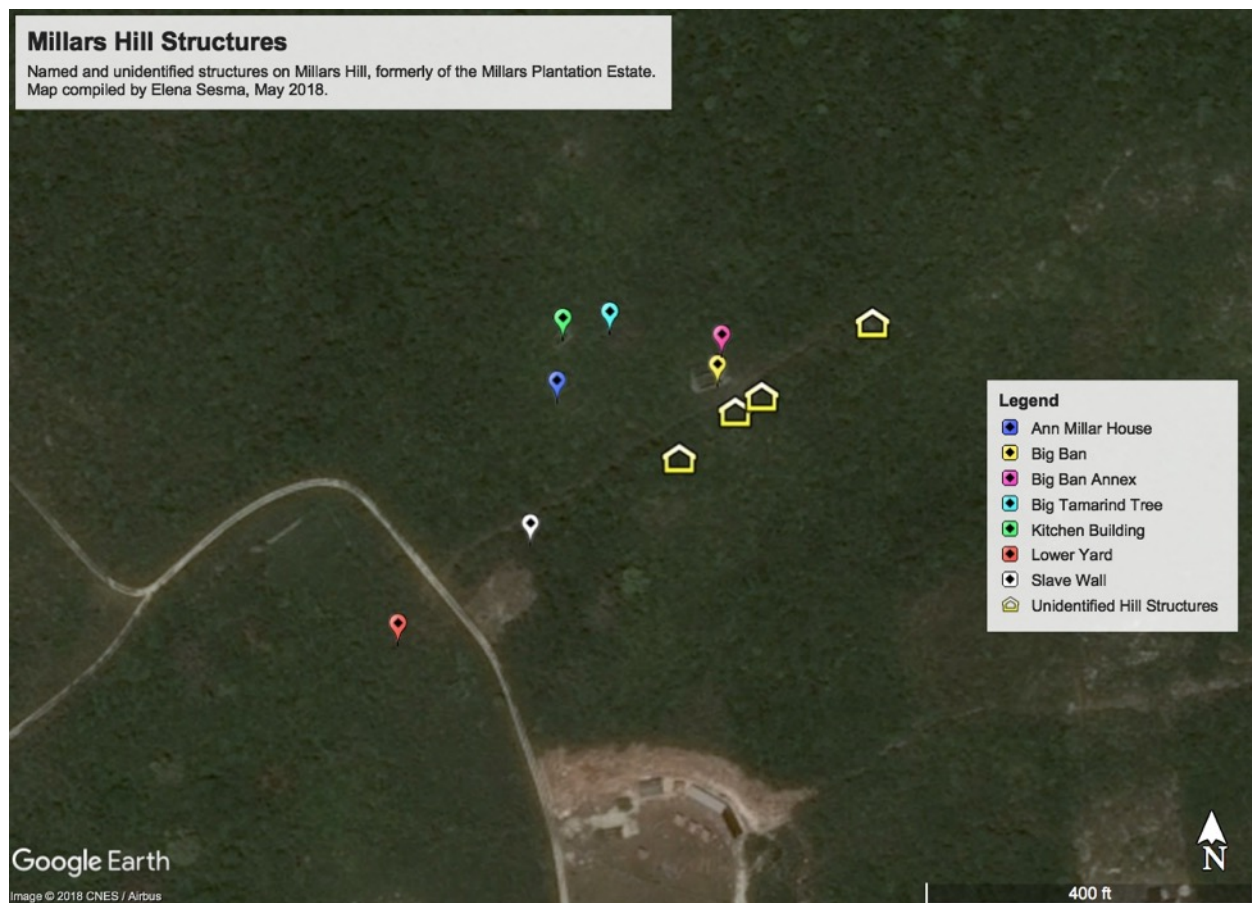 Millars Hill Structures
Named and unidentified structures on Millars Hill, formerly of the Millars Plantation Estate.
Map compiled by Elena Sesma, May 2018.
Legend
Ann Millar House
Big Ban
Big Ban Annex
Big Tamarind Tree
Kitchen Building
Lower Yard
Slave Wall
Unidentified Hill Structures
N
Google Earth
Image © 2018 CNES / Airbus
400 ft